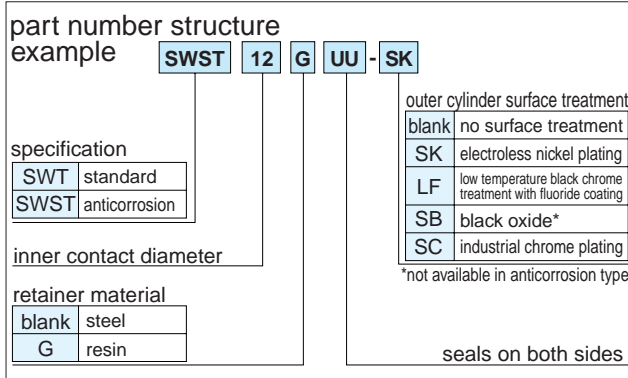 part number structure
example
SWST 12 G UU - SK
specification
SWT standard
SWST anticorrosion
inner contact diameter
retainer material
blank steel
G resin
outer cylinder surface treatment
blank no surface treatment
SK electroless nickel plating
LF low temperature black chrome
treatment with fluoride coating
SB black oxide*
SC industrial chrome plating
*not available in anticorrosion type
seals on both sides